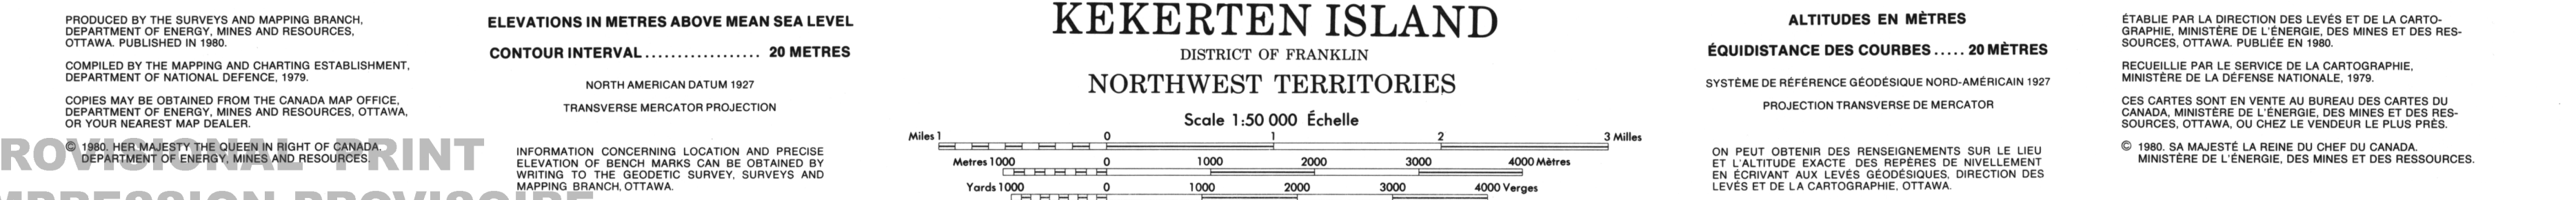 PRODUCED BY THE SURVEYS AND MAPPING BRANCH,
DEPARTMENT OF ENERGY, MINES AND RESOURCES,
OTTAWA. PUBLISHED IN 1980.
COMPILED BY THE MAPPING AND CHARTING ESTABLISHMENT,
DEPARTMENT OF NATIONAL DEFENCE, 1979.
COPIES MAY BE OBTAINED FROM THE CANADA MAP OFFICE,
DEPARTMENT OF ENERGY, MINES AND RESOURCES, OTTAWA,
OR YOUR NEAREST MAP DEALER.
© 1980. HER MAJESTY THE QUEEN IN RIGHT OF CANADA.
DEPARTMENT OF ENERGY, MINES AND RESOURCES.
ROVISIONAL PRINT
MPRESSION PROVISOIRE
ELEVATIONS IN METRES ABOVE MEAN SEA LEVEL
CONTOUR INTERVAL.................. 20 METRES
NORTH AMERICAN DATUM 1927
TRANSVERSE MERCATOR PROJECTION
INFORMATION CONCERNING LOCATION AND PRECISE
ELEVATION OF BENCH MARKS CAN BE OBTAINED BY
WRITING TO THE GEODETIC SURVEY, SURVEYS AND
MAPPING BRANCH, OTTAWA.
KEKERTEN ISLAND
DISTRICT OF FRANKLIN
NORTHWEST TERRITORIES
Scale 1:50 000 Échelle
Miles 1 0 1 2 3 Milles
Metres 1000 0 1000 2000 3000 4000 Mètres
Yards 1000 0 1000 2000 3000 4000 Verges
ALTITUDES EN MÈTRES
ÉQUIDISTANCE DES COURBES ..... 20 MÈTRES
SYSTÈME DE RÉFÉRENCE GÉODÉSIQUE NORD-AMÉRICAIN 1927
PROJECTION TRANSVERSE DE MERCATOR
ON PEUT OBTENIR DES RENSEIGNEMENTS SUR LE LIEU
ET L'ALTITUDE EXACTE DES REPÈRES DE NIVELLEMENT
EN ÉCRIVANT AUX LEVÉS GÉODÉSIQUES, DIRECTION DES
LEVÉS ET DE LA CARTOGRAPHIE, OTTAWA.
ÉTABLIE PAR LA DIRECTION DES LEVÉS ET DE LA CARTO-
GRAPHIE, MINISTÈRE DE L'ÉNERGIE, DES MINES ET DES RES-
SOURCES, OTTAWA. PUBLIÉE EN 1980.
RECUEILLIE PAR LE SERVICE DE LA CARTOGRAPHIE,
MINISTÈRE DE LA DÉFENSE NATIONALE, 1979.
CES CARTES SONT EN VENTE AU BUREAU DES CARTES DU
CANADA, MINISTÈRE DE L'ÉNERGIE, DES MINES ET DES RES-
SOURCES, OTTAWA, OU CHEZ LE VENDEUR LE PLUS PRÈS.
© 1980. SA MAJESTÉ LA REINE DU CHEF DU CANADA.
MINISTÈRE DE L'ÉNERGIE, DES MINES ET DES RESSOURCES.